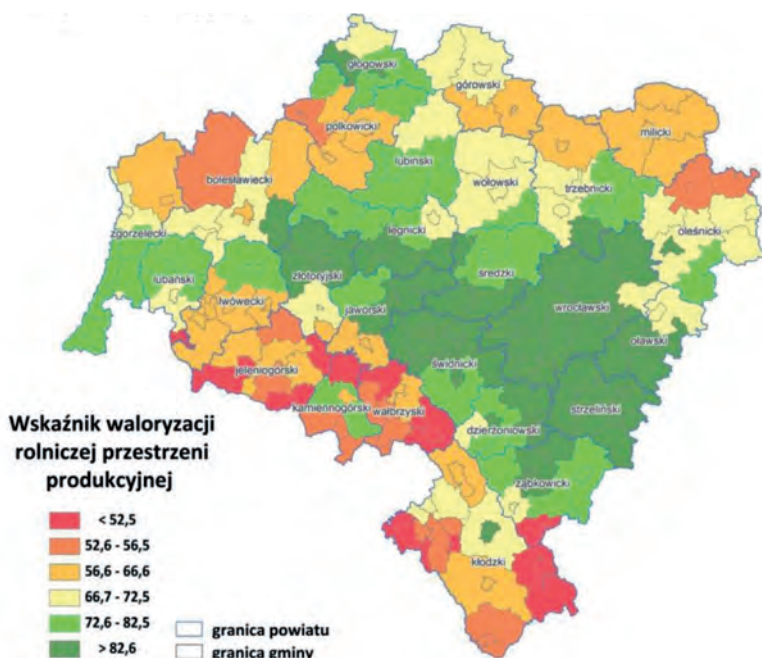 głogowski
górowski
polkowicki
milicki
lubiński
bolesławiecki
wołowski
trzebnicki
oleśnicki
zgorzelecki
legnicki
lubański
złotoryjski
średzki
wrocławski
lwówecki
jaworski
oławski
jeleniogórski
świdnicki
kamiennogórski
wałbrzyski
strzeliński
dzierżoniowski
ząbkowicki
kłodzki
Wskaźnik waloryzacji
rolniczej przestrzeni
produkcyjnej
< 52,5
52,6 - 56,5
56,6 - 66,6
66,7 - 72,5
72,6 - 82,5
> 82,6
granica powiatu
granica gminy